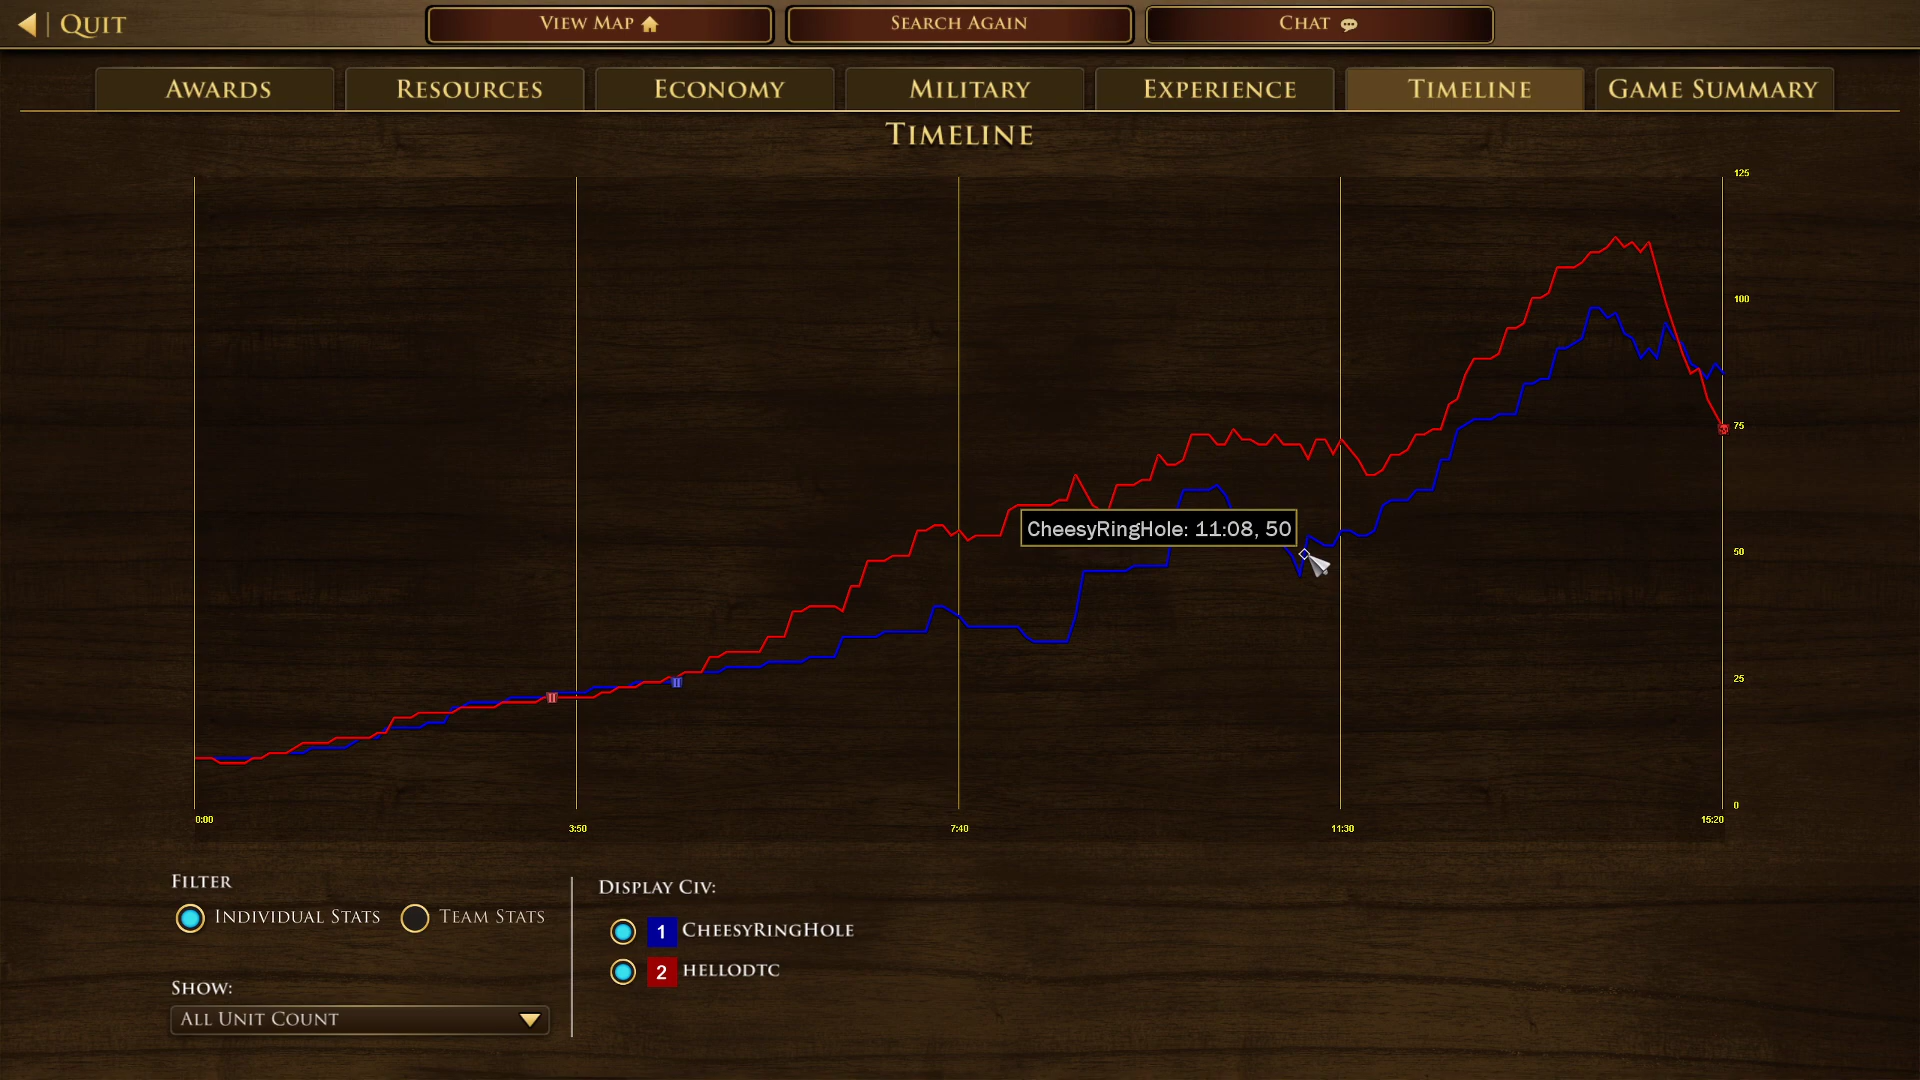 Quit
View Map
Search Again
Chat
Awards
Resources
Economy
Military
Experience
Timeline
Game Summary
Timeline
125
100
75
50
25
0
CheesyRingHole: 11:08, 50
0:00
3:50
7:40
11:30
15:20
Filter
Individual Stats
Team Stats
Show:
All Unit Count
Display Civ:
1 CheesyRingHole
2 hellodtc